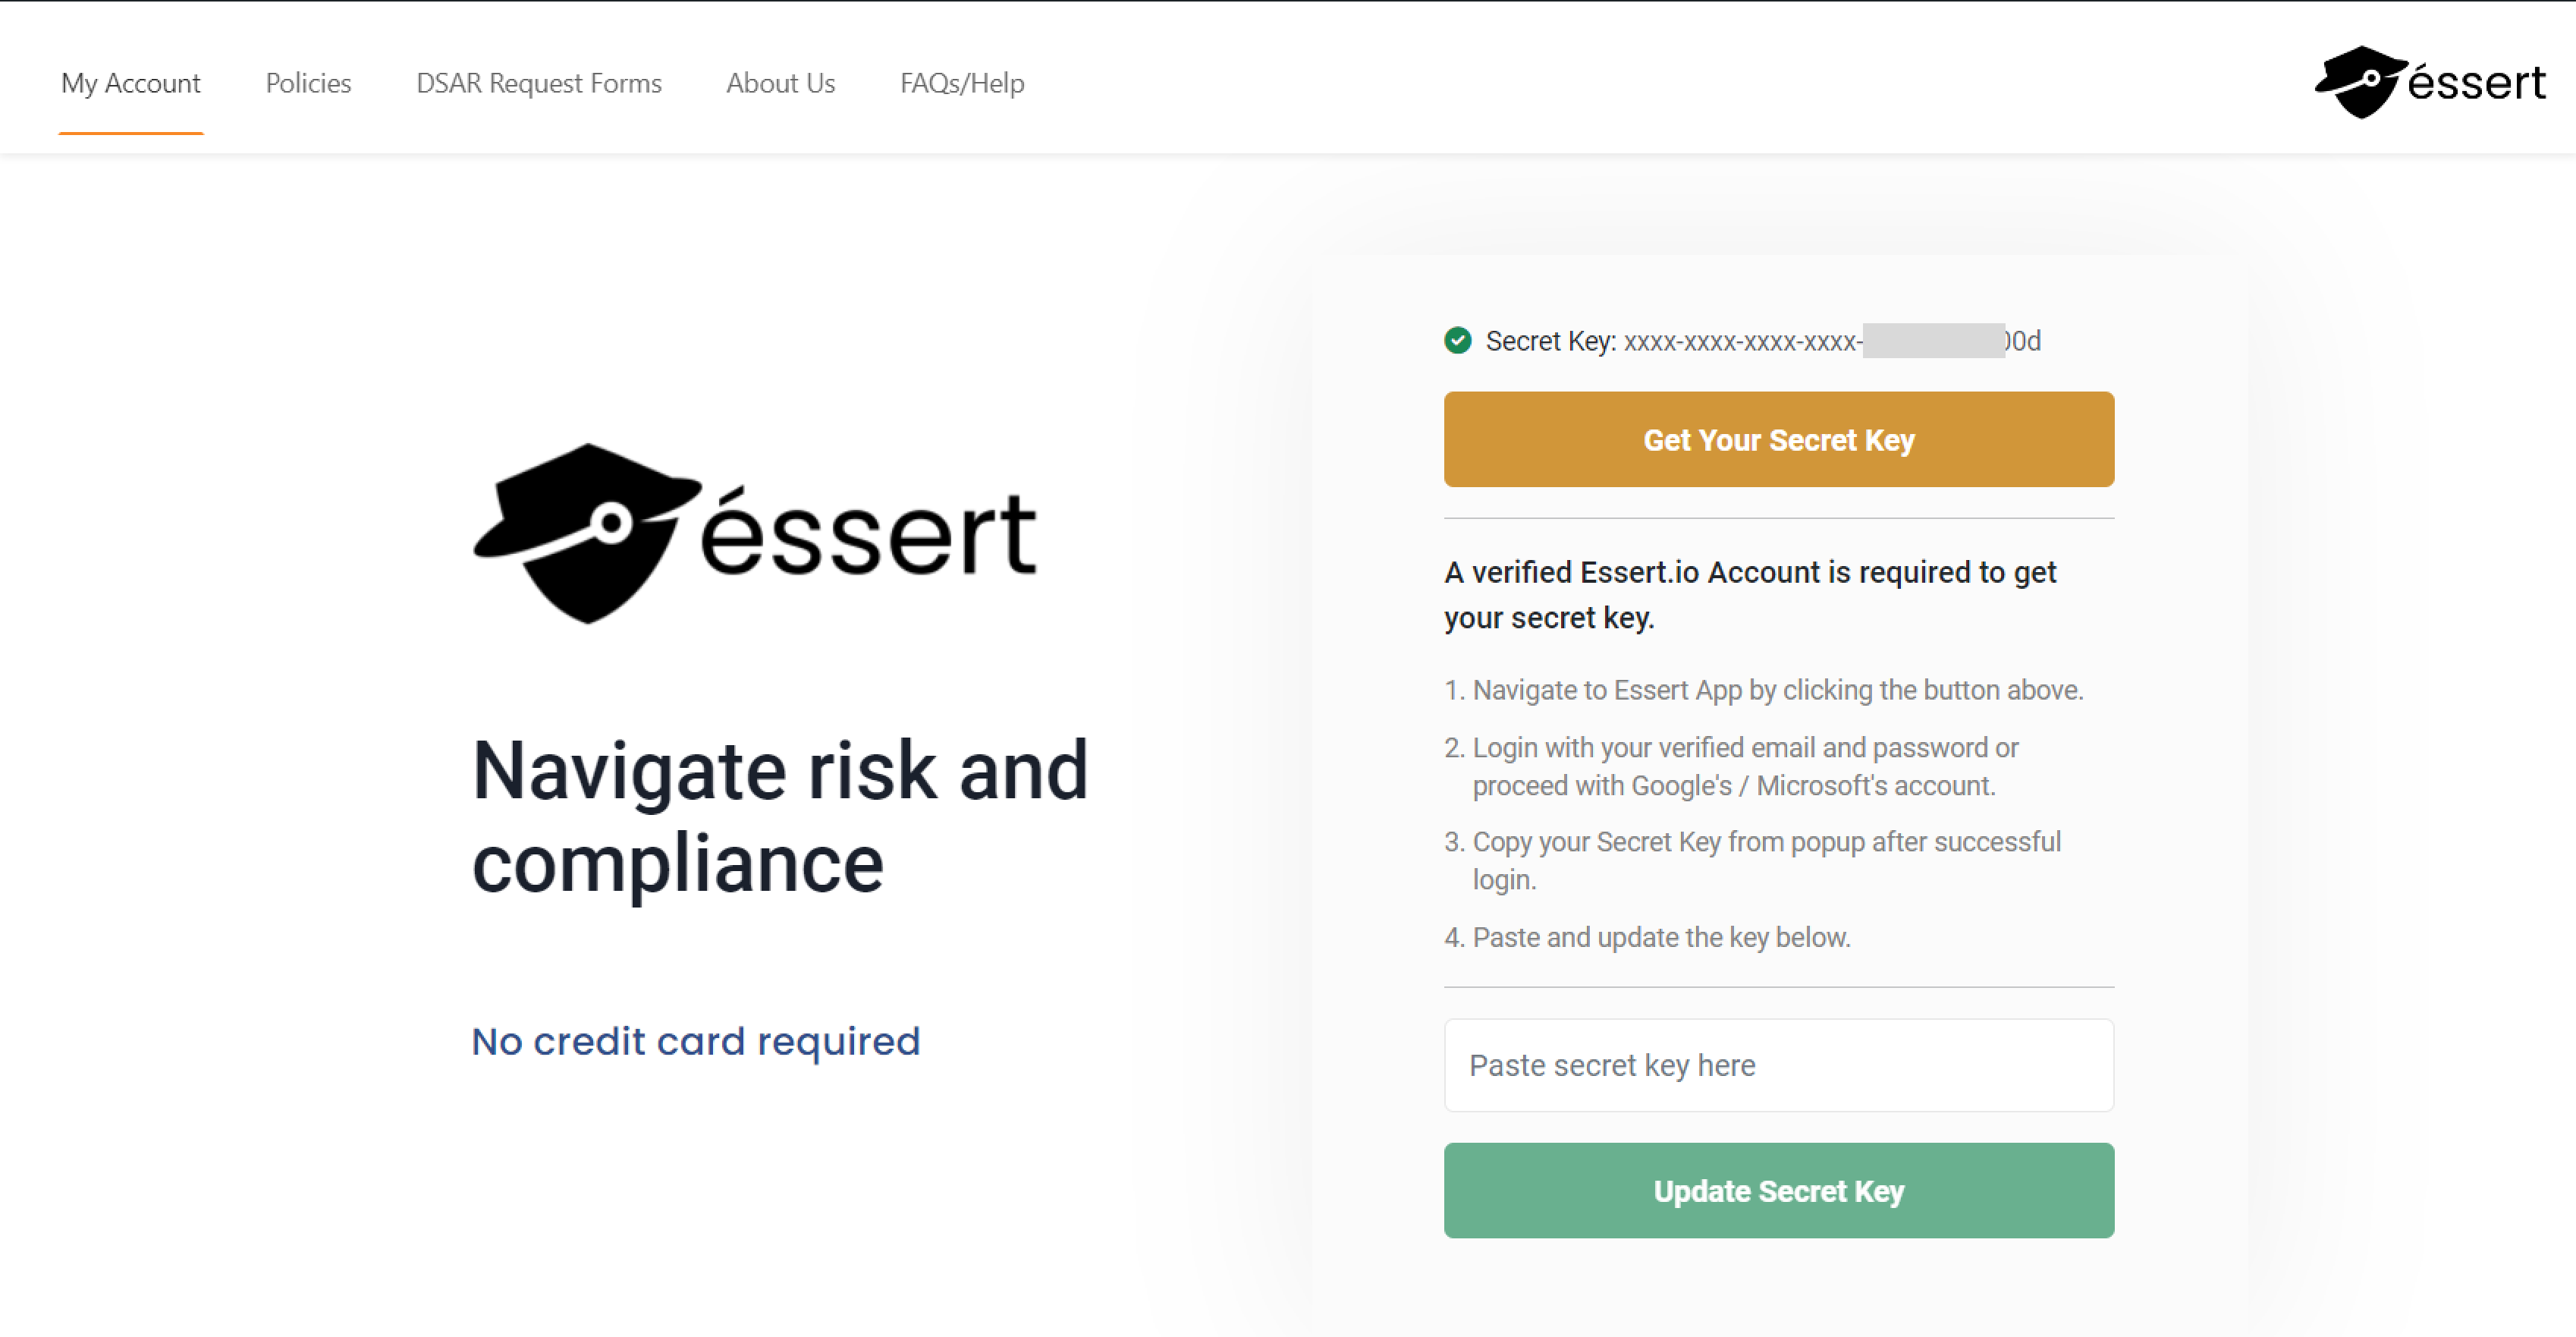 My Account
Policies
DSAR Request Forms
About Us
FAQs/Help
éssert
éssert
Navigate risk and
compliance
No credit card required
Secret Key: xxxx-xxxx-xxxx-xxxx- 00d
Get Your Secret Key
A verified Essert.io Account is required to get
your secret key.
1. Navigate to Essert App by clicking the button above.
2. Login with your verified email and password or
proceed with Google's / Microsoft's account.
3. Copy your Secret Key from popup after successful
login.
4. Paste and update the key below.
Paste secret key here
Update Secret Key